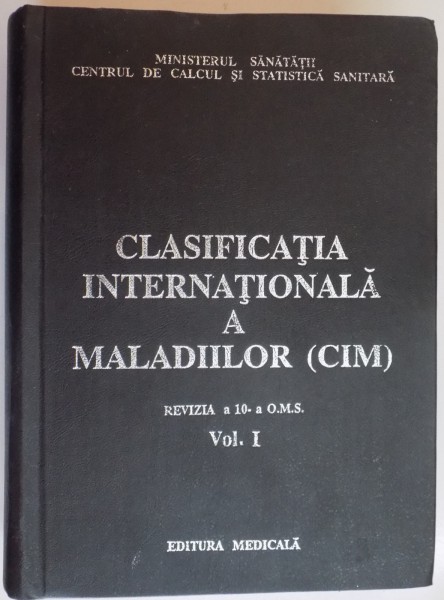 MINISTERUL SĂNĂTĂŢII
CENTRUL DE CALCUL ŞI STATISTICĂ SANITARĂ
CLASIFICAŢIA
INTERNAŢIONALĂ
A
MALADIILOR (CIM)
REVIZIA a 10-a O.M.S.
Vol. I
EDITURA MEDICALĂ